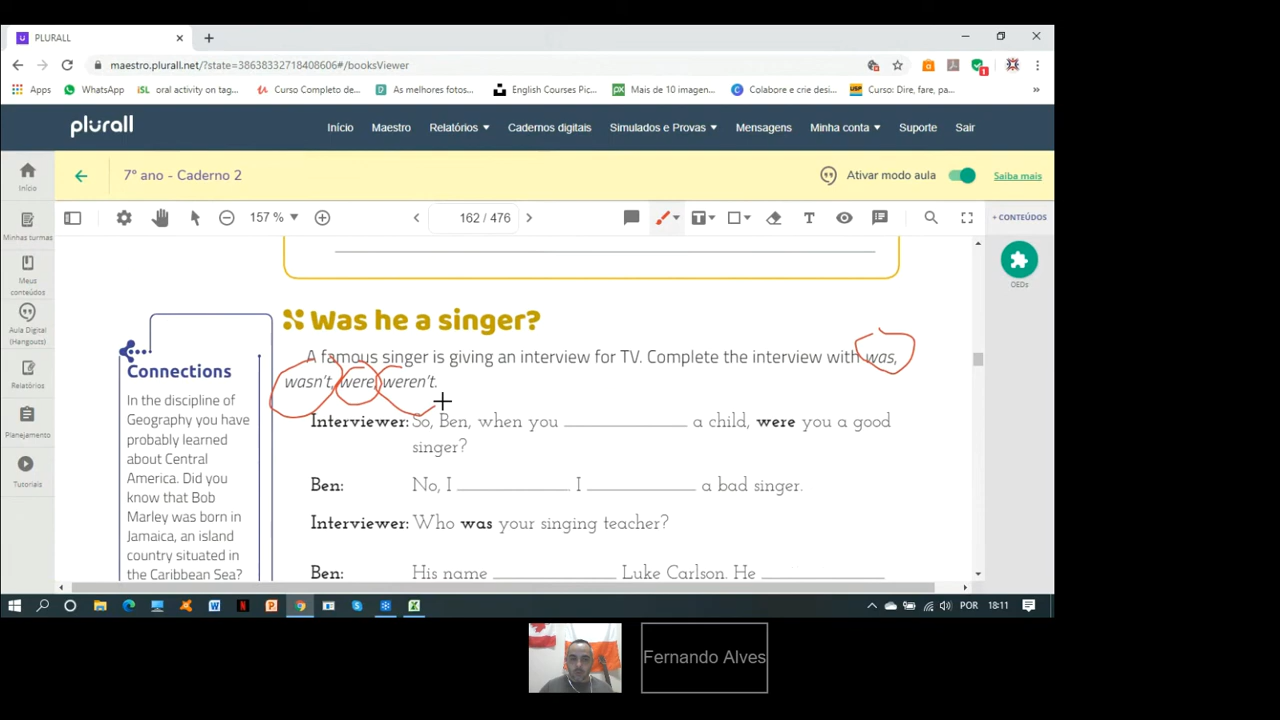 PLURALL
maestro.plurall.net/?state=38638332718408606#/booksViewer
Apps WhatsApp oral activity on tag... Curso Completo de... As melhores fotos... English Courses Pic... Mais de 10 imagen... Colabore e crie desi... Curso: Dire, fare, pa... »
plurall Início Maestro Relatórios Cadernos digitais Simulados e Provas Mensagens Minha conta Suporte Sair
Início
7º ano - Caderno 2 Ativar modo aula Saiba mais
157 % 162 / 476 + CONTEÚDOS
Minhas turmas
Meus
conteúdos
Aula Digital
(Hangouts)
Relatórios
Planejamento
Tutoriais
OEDs
Was he a singer?
A famous singer is giving an interview for TV. Complete the interview with was,
wasn't, were, weren't.
Interviewer: So, Ben, when you ____________ a child, were you a good
singer?
Ben: No, I ____________ I ____________ a bad singer.
Interviewer: Who was your singing teacher?
Ben: His name ____________ Luke Carlson. He ____________
Connections
In the discipline of
Geography you have
probably learned
about Central
America. Did you
know that Bob
Marley was born in
Jamaica, an island
country situated in
the Caribbean Sea?
POR 18:11
Fernando Alves